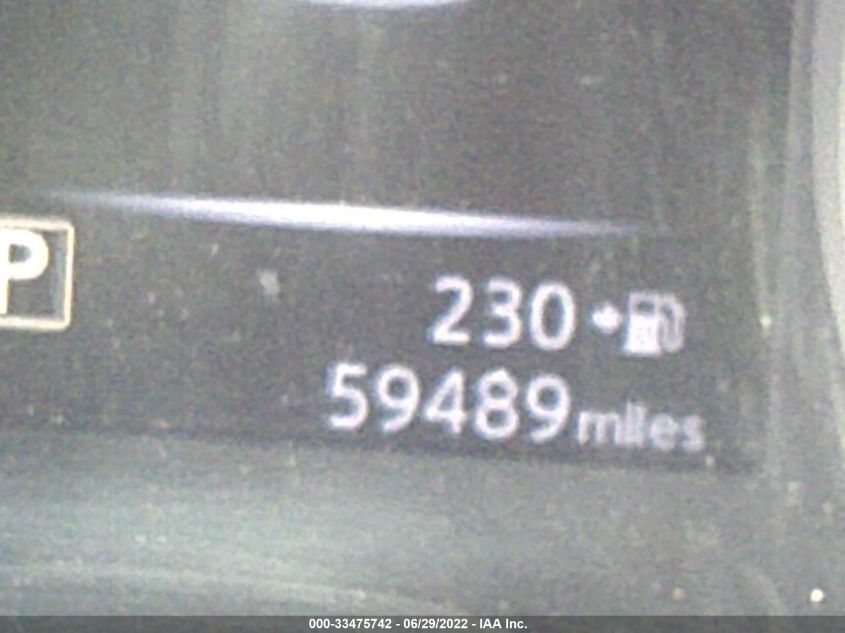 P
230
59489 miles
000-33475742 - 06/29/2022 - IAA Inc.